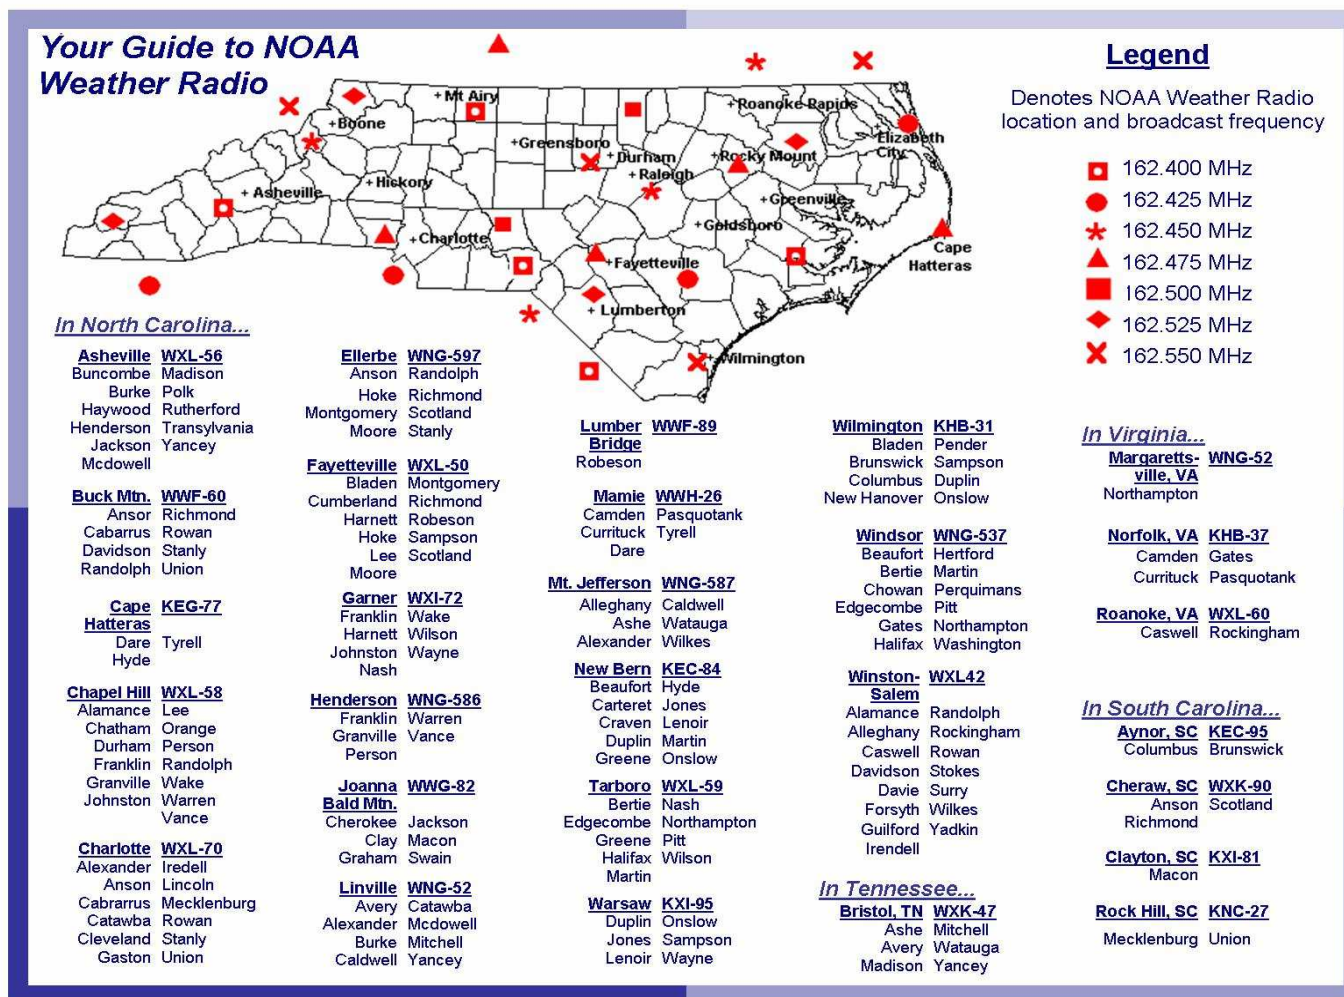 Your Guide to NOAA
Weather Radio
Legend
Denotes NOAA Weather Radio
location and broadcast frequency
162.400 MHz
162.425 MHz
162.450 MHz
162.475 MHz
162.500 MHz
162.525 MHz
162.550 MHz
Mt Airy
Roanoke Rapids
Boone
Elizabeth
City
Greensboro
Durham
Rocky Mount
Raleigh
Hickory
Asheville
Greenville
Goldsboro
Charlotte
Cape
Hatteras
Fayetteville
Lumberton
Wilmington
In North Carolina...
Asheville WXL-56
Buncombe Madison
Burke Polk
Haywood Rutherford
Henderson Transylvania
Jackson Yancey
Mcdowell
Buck Mtn. WWF-60
Ansor Richmond
Cabarrus Rowan
Davidson Stanly
Randolph Union
Cape KEG-77
Hatteras
Dare Tyrell
Hyde
Chapel Hill WXL-58
Alamance Lee
Chatham Orange
Durham Person
Franklin Randolph
Granville Wake
Johnston Warren
Vance
Charlotte WXL-70
Alexander Iredell
Anson Lincoln
Cabrarrus Mecklenburg
Catawba Rowan
Cleveland Stanly
Gaston Union
Ellerbe WNG-597
Anson Randolph
Hoke Richmond
Montgomery Scotland
Moore Stanly
Fayetteville WXL-50
Bladen Montgomery
Cumberland Richmond
Harnett Robeson
Hoke Sampson
Lee Scotland
Moore
Garner WXI-72
Franklin Wake
Harnett Wilson
Johnston Wayne
Nash
Henderson WNG-586
Franklin Warren
Granville Vance
Person
Joanna WWG-82
Bald Mtn.
Cherokee Jackson
Clay Macon
Graham Swain
Linville WNG-52
Avery Catawba
Alexander Mcdowell
Burke Mitchell
Caldwell Yancey
Lumber WWF-89
Bridge
Robeson
Mamie WWH-26
Camden Pasquotank
Currituck Tyrell
Dare
Mt. Jefferson WNG-587
Alleghany Caldwell
Ashe Watauga
Alexander Wilkes
New Bern KEC-84
Beaufort Hyde
Carteret Jones
Craven Lenoir
Duplin Martin
Greene Onslow
Tarboro WXL-59
Bertie Nash
Edgecombe Northampton
Greene Pitt
Halifax Wilson
Martin
Warsaw KXI-95
Duplin Onslow
Jones Sampson
Lenoir Wayne
Wilmington KHB-31
Bladen Pender
Brunswick Sampson
Columbus Duplin
New Hanover Onslow
Windsor WNG-537
Beaufort Hertford
Bertie Martin
Chowan Perquimans
Edgecombe Pitt
Gates Northampton
Halifax Washington
Winston- WXL42
Salem
Alamance Randolph
Alleghany Rockingham
Caswell Rowan
Davidson Stokes
Davie Surry
Forsyth Wilkes
Guilford Yadkin
Irendell
In Tennessee...
Bristol, TN WXK-47
Ashe Mitchell
Avery Watauga
Madison Yancey
In Virginia...
Margaretts- WNG-52
ville, VA
Northampton
Norfolk, VA KHB-37
Camden Gates
Currituck Pasquotank
Roanoke, VA WXL-60
Caswell Rockingham
In South Carolina...
Aynor, SC KEC-95
Columbus Brunswick
Cheraw, SC WXK-90
Anson Scotland
Richmond
Clayton, SC KXI-81
Macon
Rock Hill, SC KNC-27
Mecklenburg Union